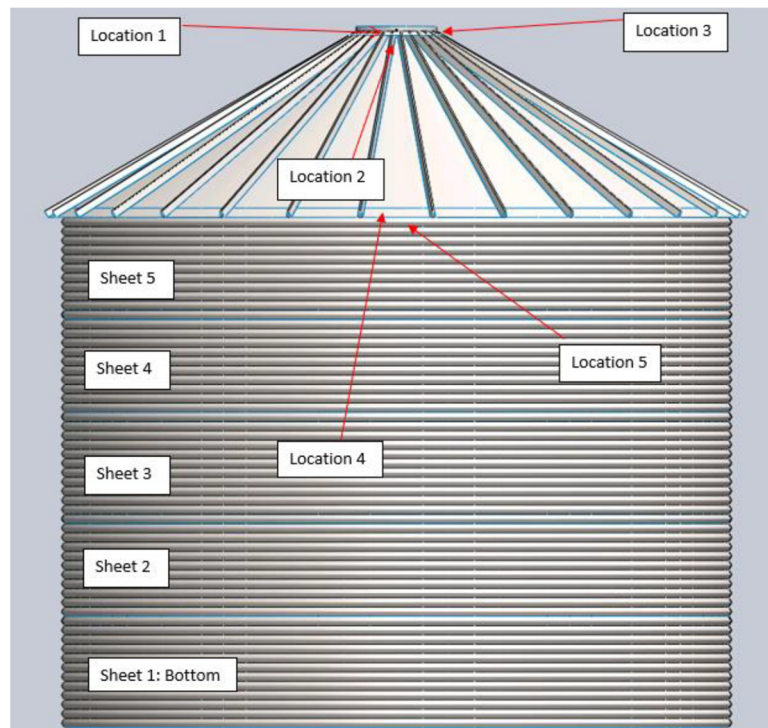 Location 1
Location 3
Location 2
Sheet 5
Sheet 4
Location 5
Location 4
Sheet 3
Sheet 2
Sheet 1: Bottom